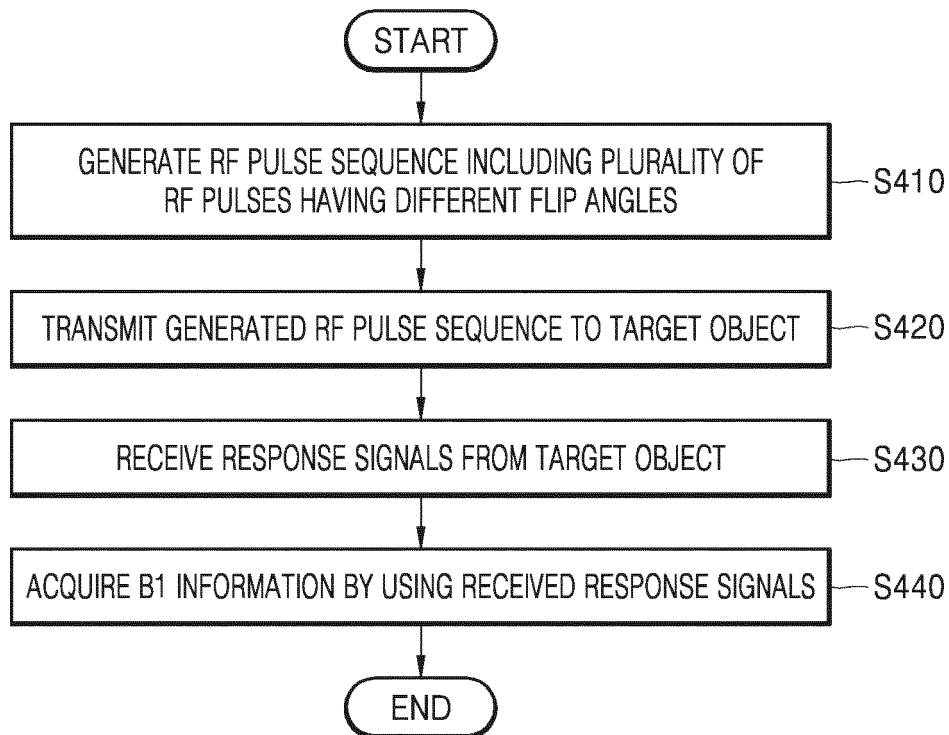 START
GENERATE RF PULSE SEQUENCE INCLUDING PLURALITY OF
RF PULSES HAVING DIFFERENT FLIP ANGLES
S410
TRANSMIT GENERATED RF PULSE SEQUENCE TO TARGET OBJECT
S420
RECEIVE RESPONSE SIGNALS FROM TARGET OBJECT
S430
ACQUIRE B1 INFORMATION BY USING RECEIVED RESPONSE SIGNALS
S440
END